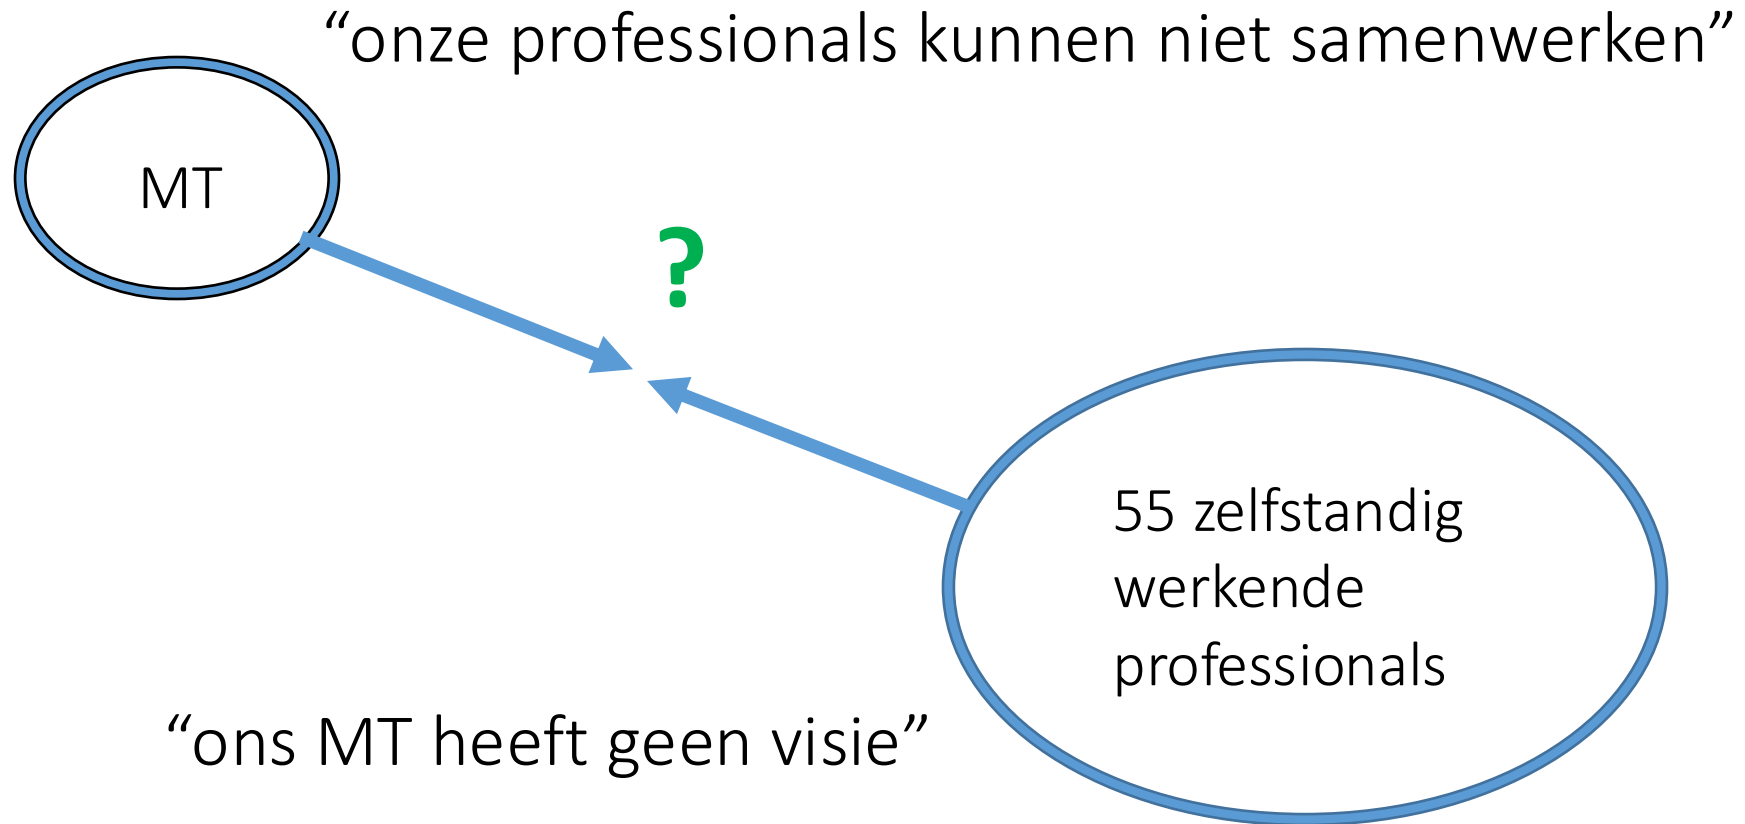 “onze professionals kunnen niet samenwerken”
MT
?
55 zelfstandig
werkende
professionals
“ons MT heeft geen visie”